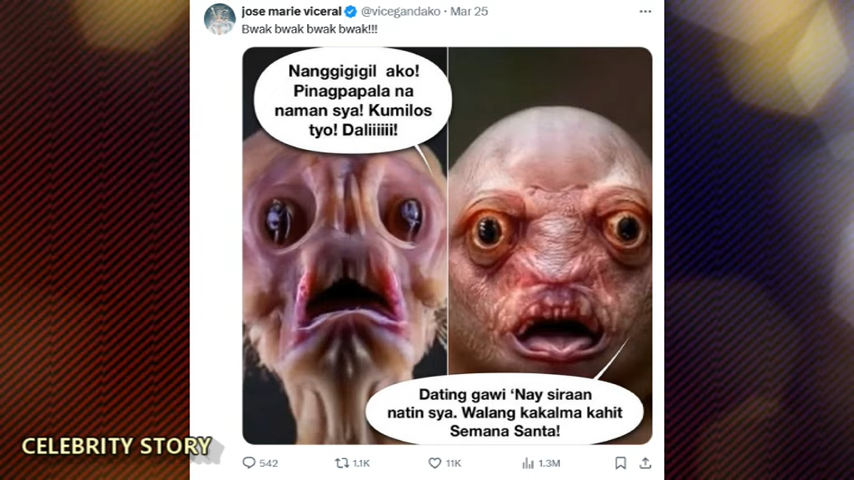 jose marie viceral @vicegandako · Mar 25
Bwak bwak bwak bwak!!!
Nanggigigil ako!
Pinagpapala na
naman sya! Kumilos
tyo! Daliiiiii!
Dating gawi ‘Nay siraan
natin sya. Walang kakalma kahit
Semana Santa!
542 1.1K 11K 1.3M
CELEBRITY STORY